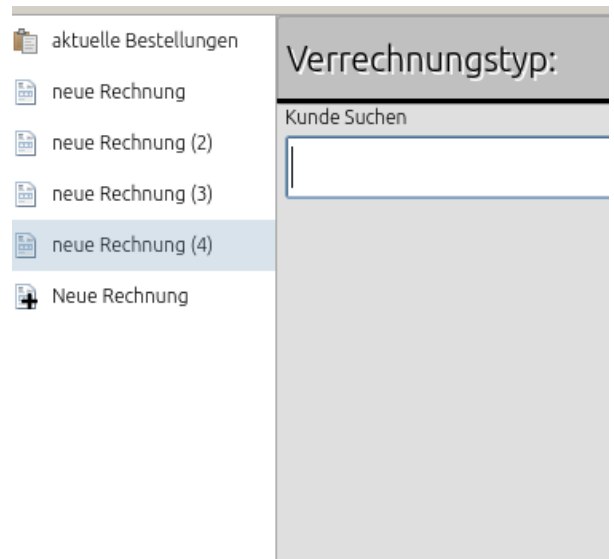 aktuelle Bestellungen
neue Rechnung
neue Rechnung (2)
neue Rechnung (3)
neue Rechnung (4)
Neue Rechnung
Verrechnungstyp:
Kunde Suchen